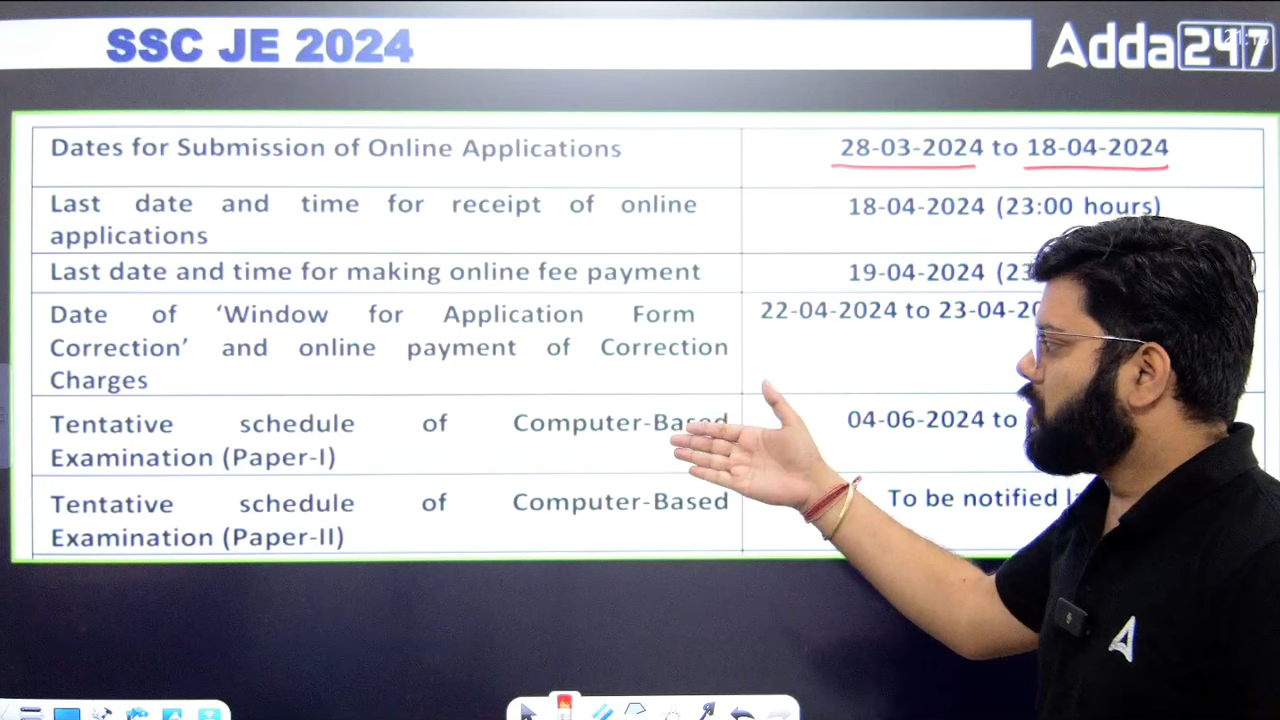 SSC JE 2024
Adda247
Dates for Submission of Online Applications
28-03-2024 to 18-04-2024
Last date and time for receipt of online
applications
18-04-2024 (23:00 hours)
Last date and time for making online fee payment
19-04-2024 (23
Date of ‘Window for Application Form
Correction’ and online payment of Correction
Charges
22-04-2024 to 23-04-20
Tentative schedule of Computer-Based
Examination (Paper-I)
04-06-2024 to
Tentative schedule of Computer-Based
Examination (Paper-II)
To be notified